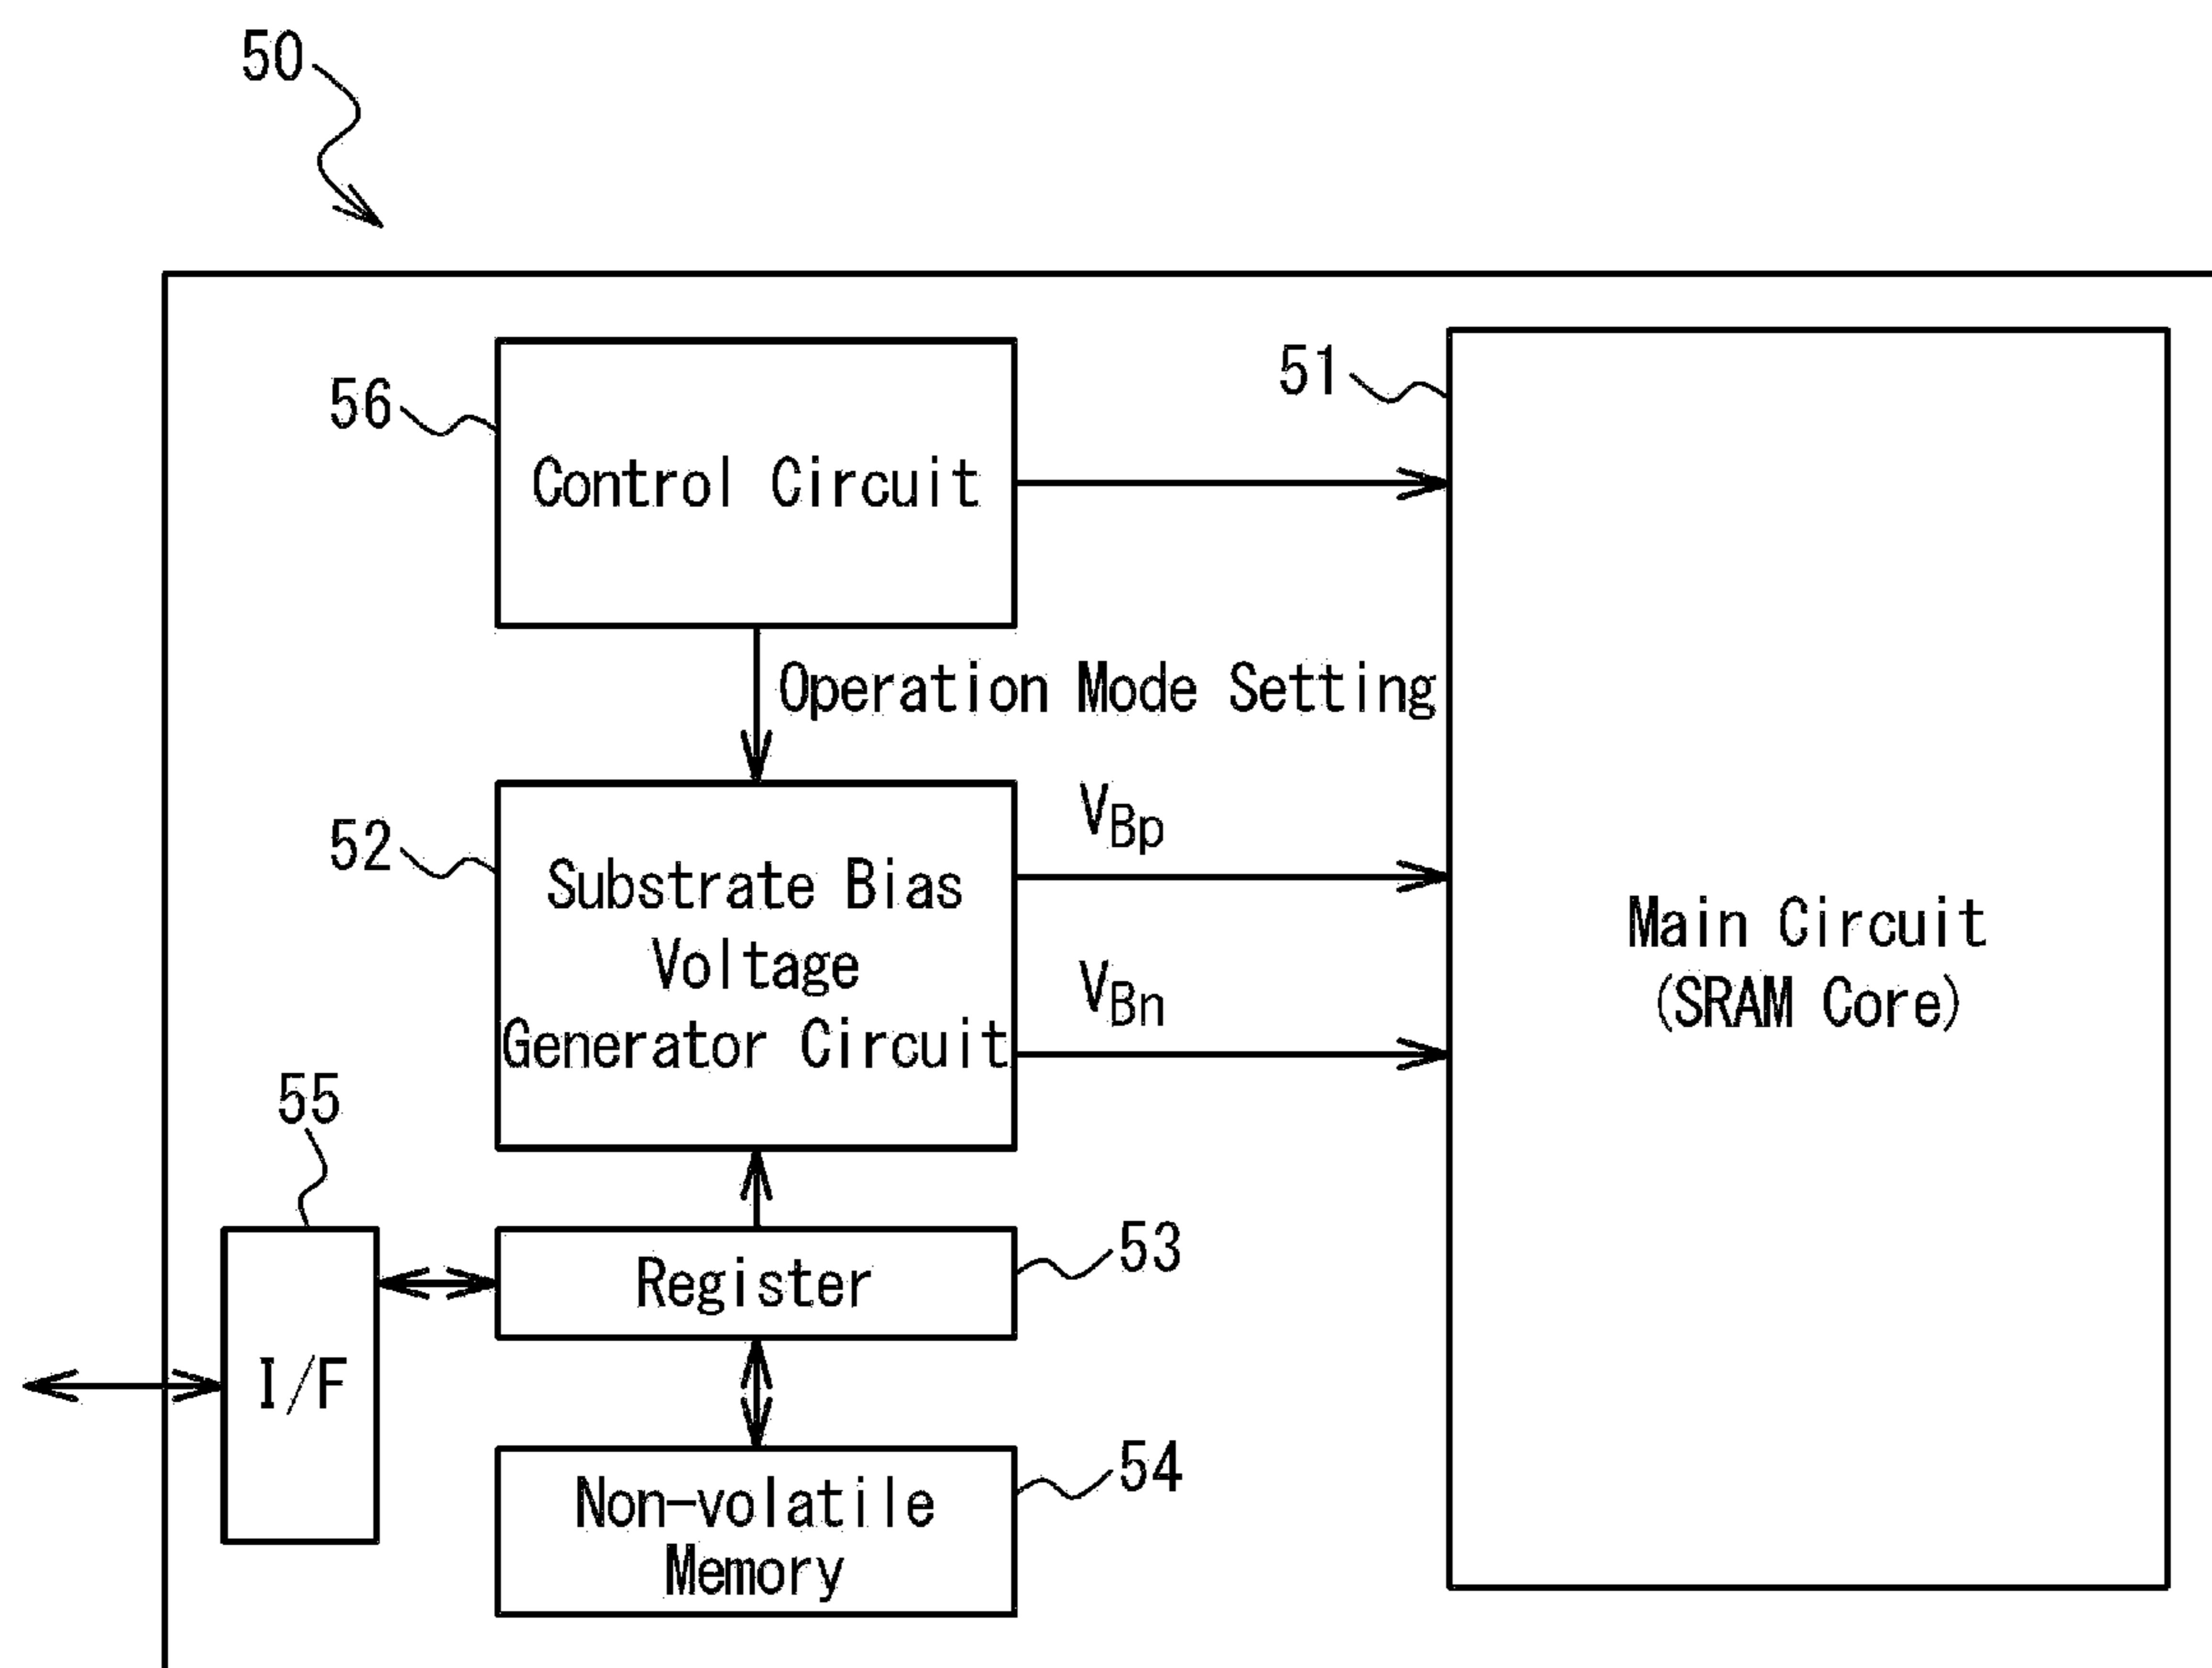 50
56
Control Circuit
51
Operation Mode Setting
52
Substrate Bias
Voltage
Generator Circuit
VBp
VBn
Main Circuit
(SRAM Core)
55
I/F
Register
53
Non-volatile
Memory
54